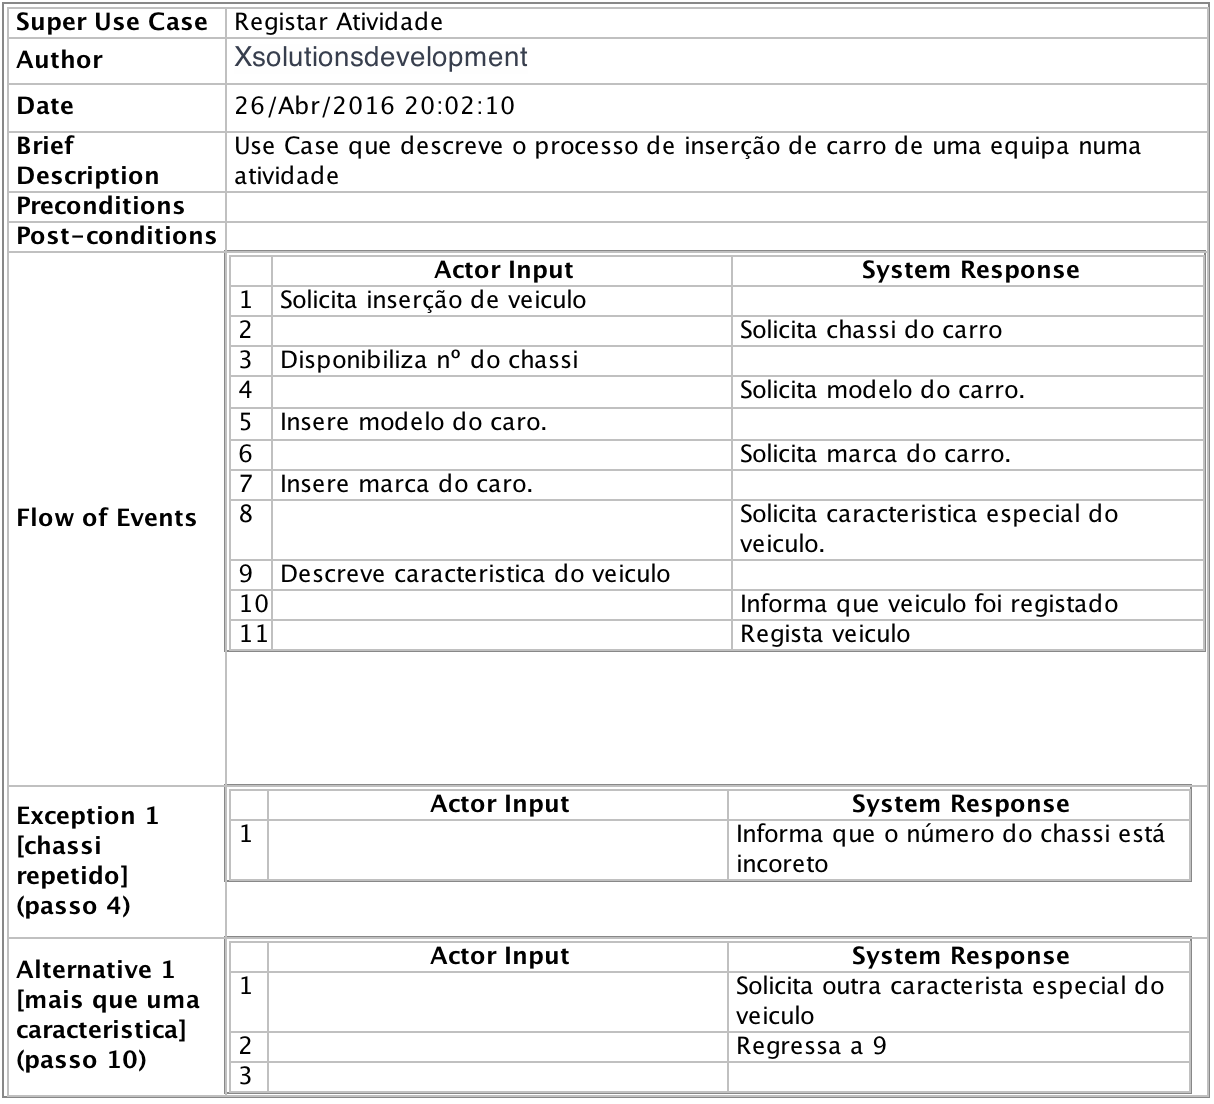 Super Use Case Registar Atividade
Author Xsolutionsdevelopment
Date 26/Abr/2016 20:02:10
Brief Description Use Case que descreve o processo de inserção de carro de uma equipa numa
atividade
Preconditions
Post-conditions
Flow of Events
Actor Input System Response
1 Solicita inserção de veiculo
2 Solicita chassi do carro
3 Disponibiliza nº do chassi
4 Solicita modelo do carro.
5 Insere modelo do caro.
6 Solicita marca do carro.
7 Insere marca do caro.
8 Solicita caracteristica especial do
veiculo.
9 Descreve caracteristica do veiculo
10 Informa que veiculo foi registado
11 Regista veiculo
Exception 1
[chassi
repetido]
(passo 4)
Actor Input System Response
1 Informa que o número do chassi está
incoreto
Alternative 1
[mais que uma
caracteristica]
(passo 10)
Actor Input System Response
1 Solicita outra caracterista especial do
veiculo
2 Regressa a 9
3